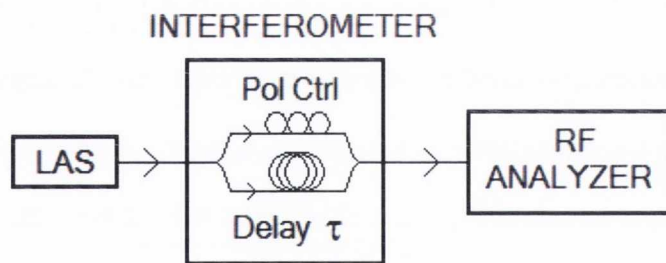 INTERFEROMETER
Pol Ctrl
LAS
Delay τ
RF
ANALYZER